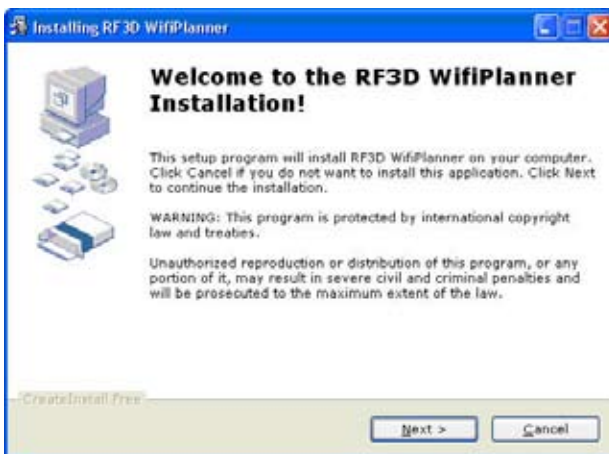 Installing RF3D WifiPlanner
Welcome to the RF3D WifiPlanner
Installation!
This setup program will install RF3D WifiPlanner on your computer.
Click Cancel if you do not want to install this application. Click Next
to continue the installation.
WARNING: This program is protected by international copyright
law and treaties.
Unauthorized reproduction or distribution of this program, or any
portion of it, may result in severe civil and criminal penalties and
will be prosecuted to the maximum extent of the law.
CreateInstall Free
Next >
Cancel